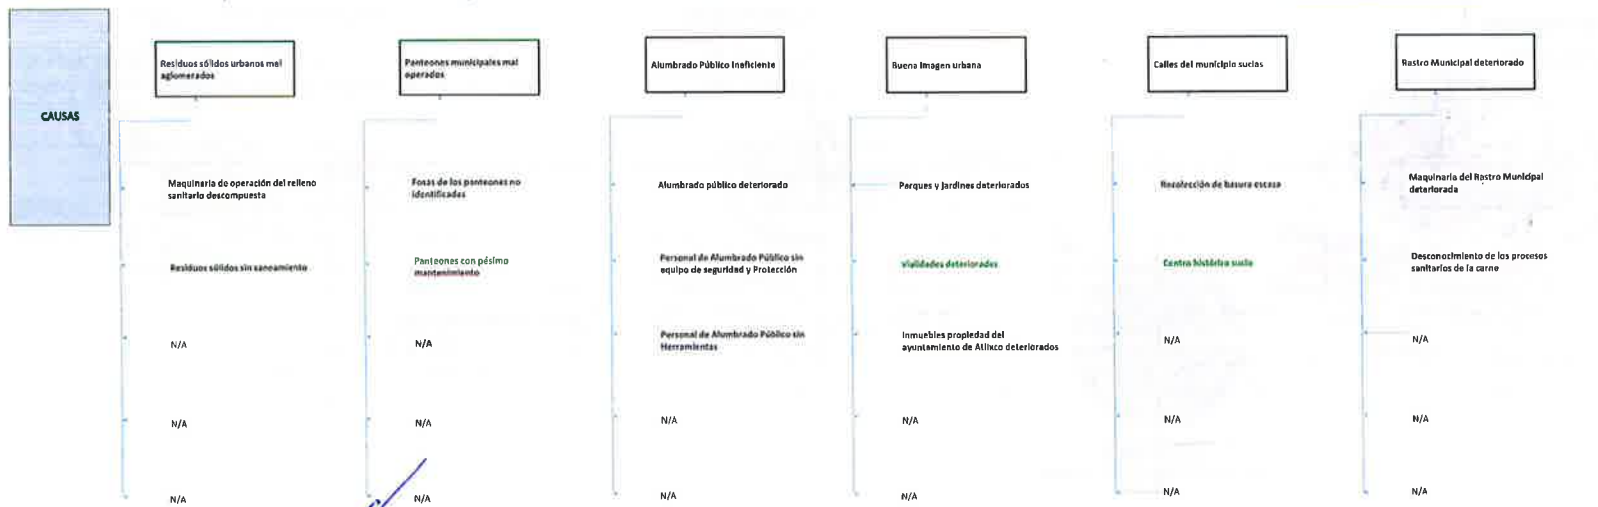 CAUSAS
Residuos sólidos urbanos mal
aglomerados
Maquinaria de operación del relleno
sanitario descompuesta
Residuos sólidos sin saneamiento
N/A
N/A
N/A
Panteones municipales mal
operados
Fosas de los panteones no
identificadas
Panteones con pésimo
mantenimiento
N/A
N/A
N/A
Alumbrado Público Ineficiente
Alumbrado público deteriorado
Personal de Alumbrado Público sin
equipo de seguridad y Protección
Personal de Alumbrado Público sin
Herramientas
N/A
N/A
Buena Imagen urbana
Parques y Jardines deteriorados
Vialidades deterioradas
Inmuebles propiedad del
ayuntamiento de Atlixco deteriorados
N/A
N/A
Calles del municipio sucias
Recolección de basura escasa
Centro histórico sucio
N/A
N/A
N/A
Rastro Municipal deteriorado
Maquinaria del Rastro Municipal
deteriorada
Desconocimiento de los procesos
sanitarios de la carne
N/A
N/A
N/A